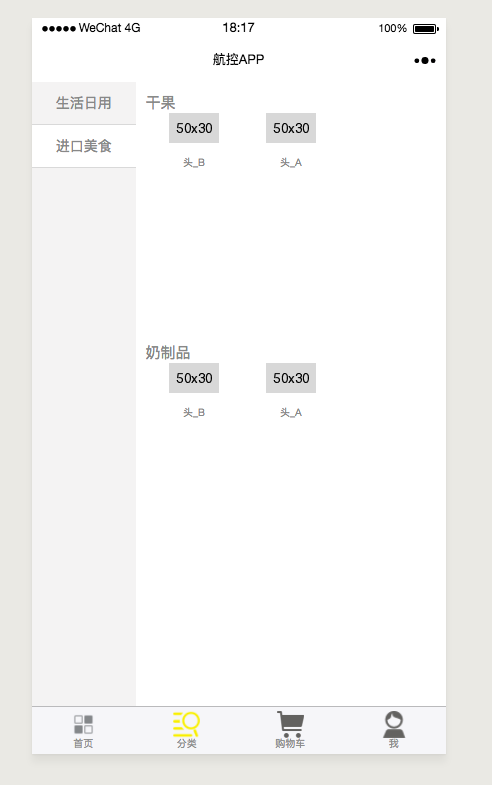 ●●●●● WeChat 4G 18:17 100%
航控APP
生活日用
进口美食
干果
50x30 50x30
头_B 头_A
奶制品
50x30 50x30
头_B 头_A
首页 分类 购物车 我